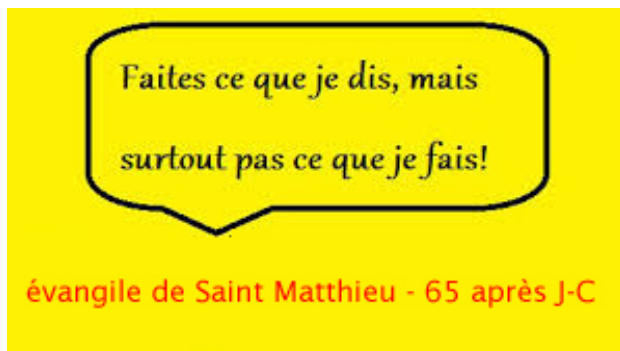 Faites ce que je dis, mais
surtout pas ce que je fais!
évangile de Saint Matthieu - 65 après J-C